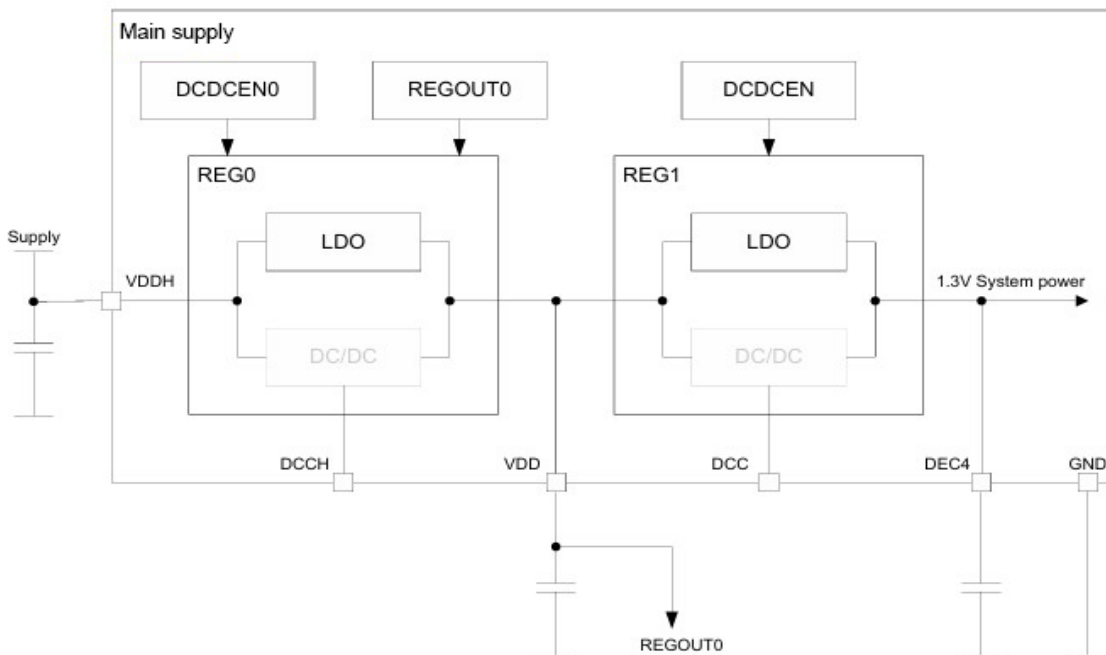 Main supply
DCDCEN0
REGOUT0
DCDCEN
REG0
REG1
LDO
LDO
Supply
VDDH
1.3V System power
DC/DC
DC/DC
DCCH
VDD
DCC
DEC4
GND
REGOUT0